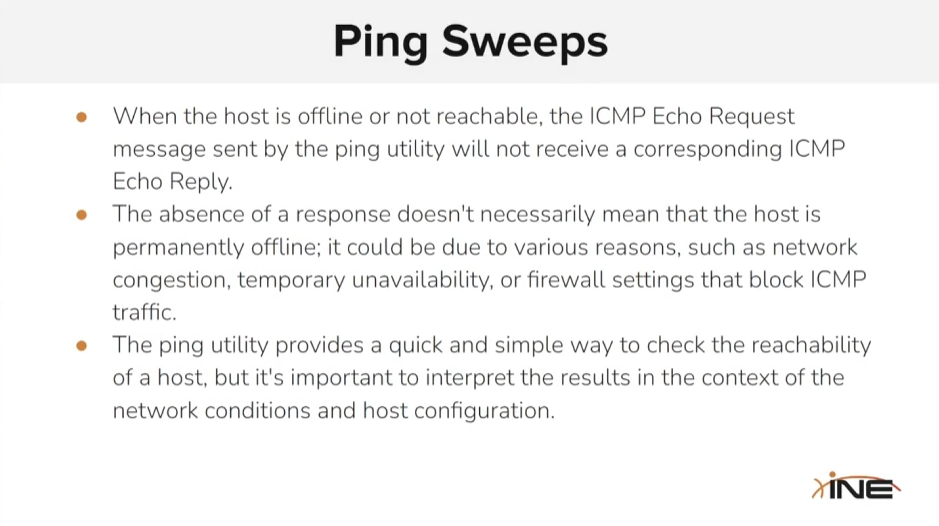 Ping Sweeps
● When the host is offline or not reachable, the ICMP Echo Request
message sent by the ping utility will not receive a corresponding ICMP
Echo Reply.
● The absence of a response doesn't necessarily mean that the host is
permanently offline; it could be due to various reasons, such as network
congestion, temporary unavailability, or firewall settings that block ICMP
traffic.
● The ping utility provides a quick and simple way to check the reachability
of a host, but it's important to interpret the results in the context of the
network conditions and host configuration.
INE